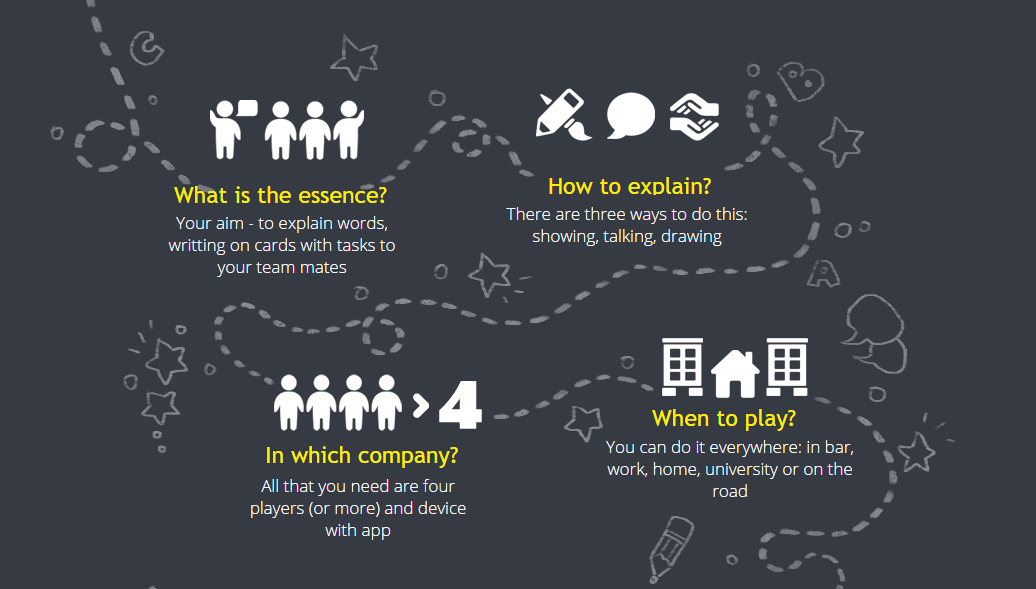 What is the essence?
Your aim - to explain words,
writting on cards with tasks to
your team mates
How to explain?
There are three ways to do this:
showing, talking, drawing
> 4
In which company?
All that you need are four
players (or more) and device
with app
When to play?
You can do it everywhere: in bar,
work, home, university or on the
road